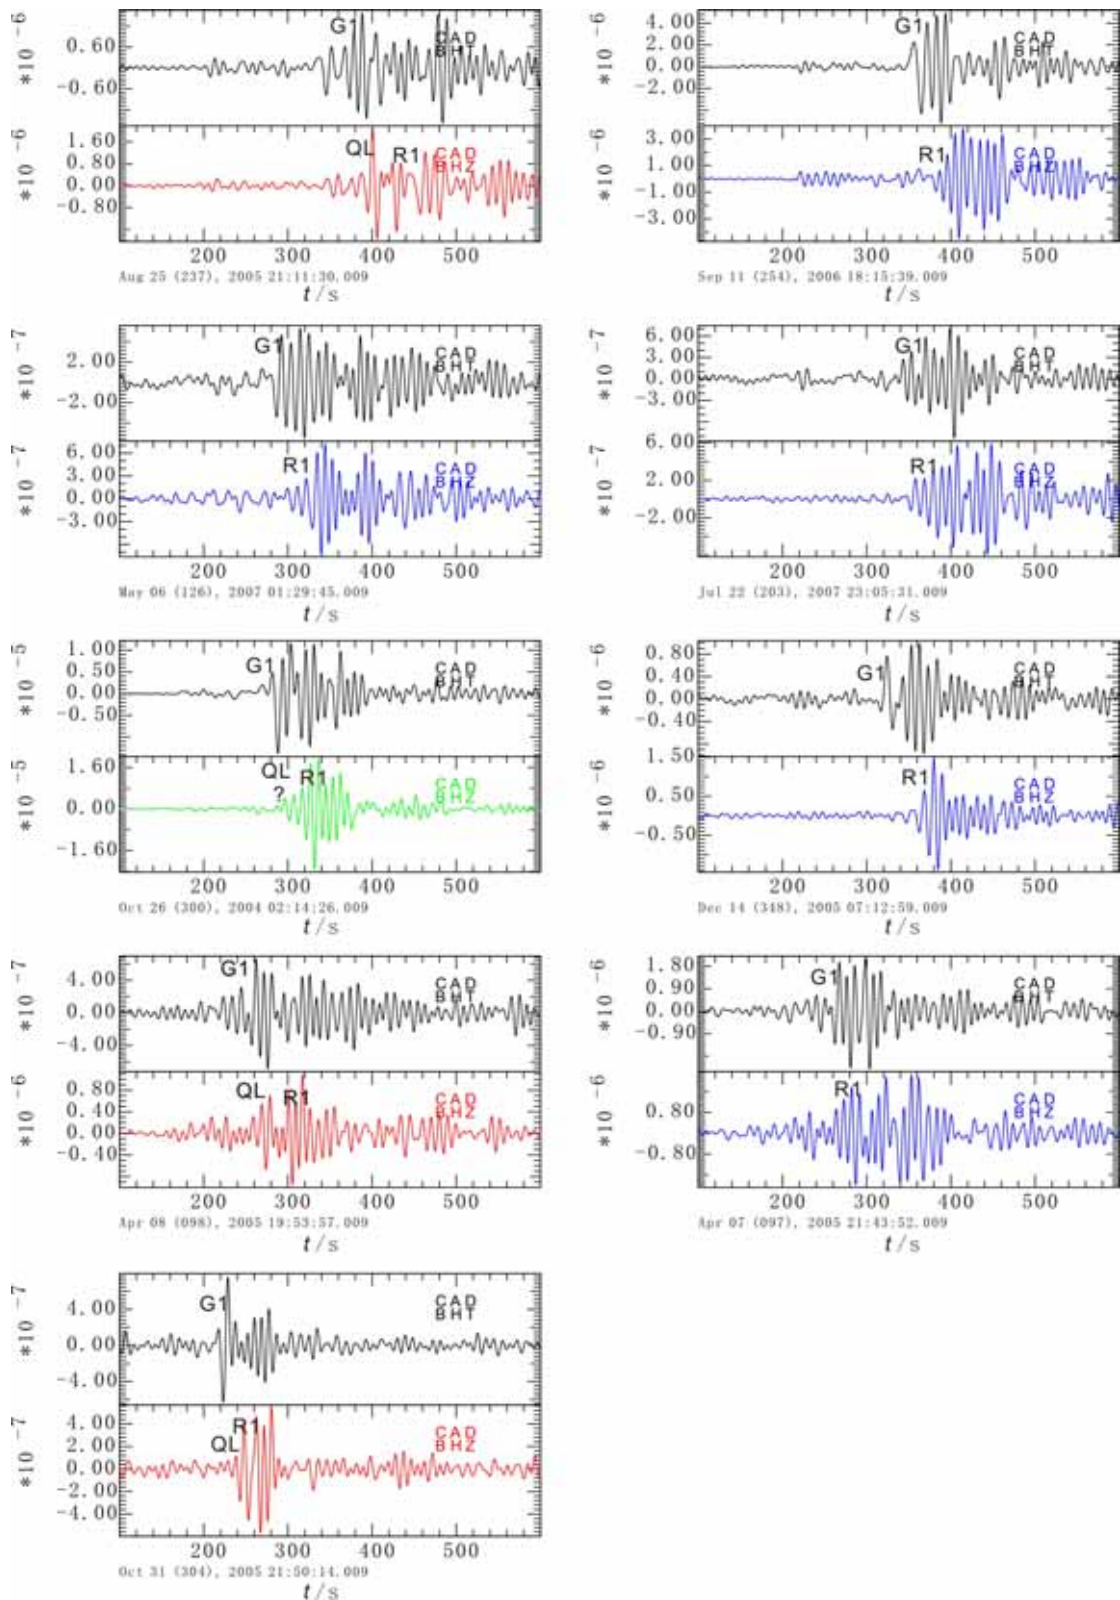 *10 -6
0.60
-0.60
G1
CAD
BHT
*10 -6
1.60
0.80
0.00
-0.80
QL
R1
CAD
BHZ
200 300 400 500
Aug 25 (237), 2005 21:11:30.009
t/s
*10 -6
4.00
2.00
0.00
-2.00
G1
CAD
BHT
*10 -6
3.00
1.00
-1.00
-3.00
R1
CAD
BHZ
200 300 400 500
Sep 11 (254), 2006 18:15:39.009
t/s
*10 -7
2.00
-2.00
G1
CAD
BHT
*10 -7
6.00
3.00
0.00
-3.00
R1
CAD
BHZ
200 300 400 500
May 06 (126), 2007 01:29:45.009
t/s
*10 -7
6.00
3.00
0.00
-3.00
G1
CAD
BHT
*10 -7
6.00
2.00
-2.00
R1
CAD
BHZ
200 300 400 500
Jul 22 (203), 2007 23:05:31.009
t/s
*10 -5
1.00
0.50
0.00
-0.50
G1
CAD
BHT
*10 -5
1.60
0.00
-1.60
QL
?
R1
CAD
BHZ
200 300 400 500
Oct 26 (300), 2004 02:14:26.009
t/s
*10 -6
0.80
0.40
0.00
-0.40
G1
CAD
BHT
*10 -6
1.50
0.50
-0.50
R1
CAD
BHZ
200 300 400 500
Dec 14 (348), 2005 07:12:59.009
t/s
*10 -7
4.00
0.00
-4.00
G1
CAD
BHT
*10 -6
0.80
0.40
0.00
-0.40
QL
R1
CAD
BHZ
200 300 400 500
Apr 08 (098), 2005 19:53:57.009
t/s
*10 -6
1.80
0.90
0.00
-0.90
G1
CAD
BHT
*10 -6
0.80
-0.80
R1
CAD
BHZ
200 300 400 500
Apr 07 (097), 2005 21:43:52.009
t/s
*10 -7
4.00
0.00
-4.00
G1
CAD
BHT
*10 -7
4.00
2.00
0.00
-2.00
-4.00
R1
QL
CAD
BHZ
200 300 400 500
Oct 31 (304), 2005 21:50:14.009
t/s